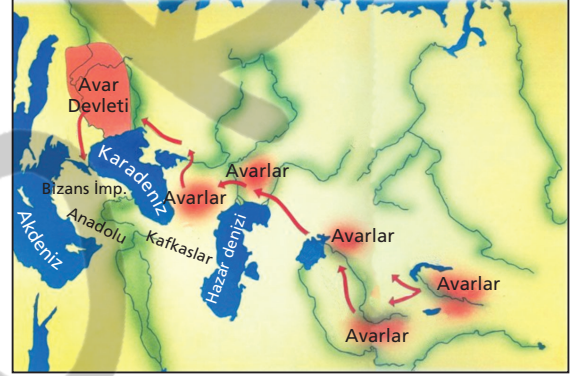 Avar
Devleti
Karadeniz
Bizans İmp.
Akdeniz
Anadolu
Kafkaslar
Hazar denizi
Avarlar
Avarlar
Avarlar
Avarlar
Avarlar